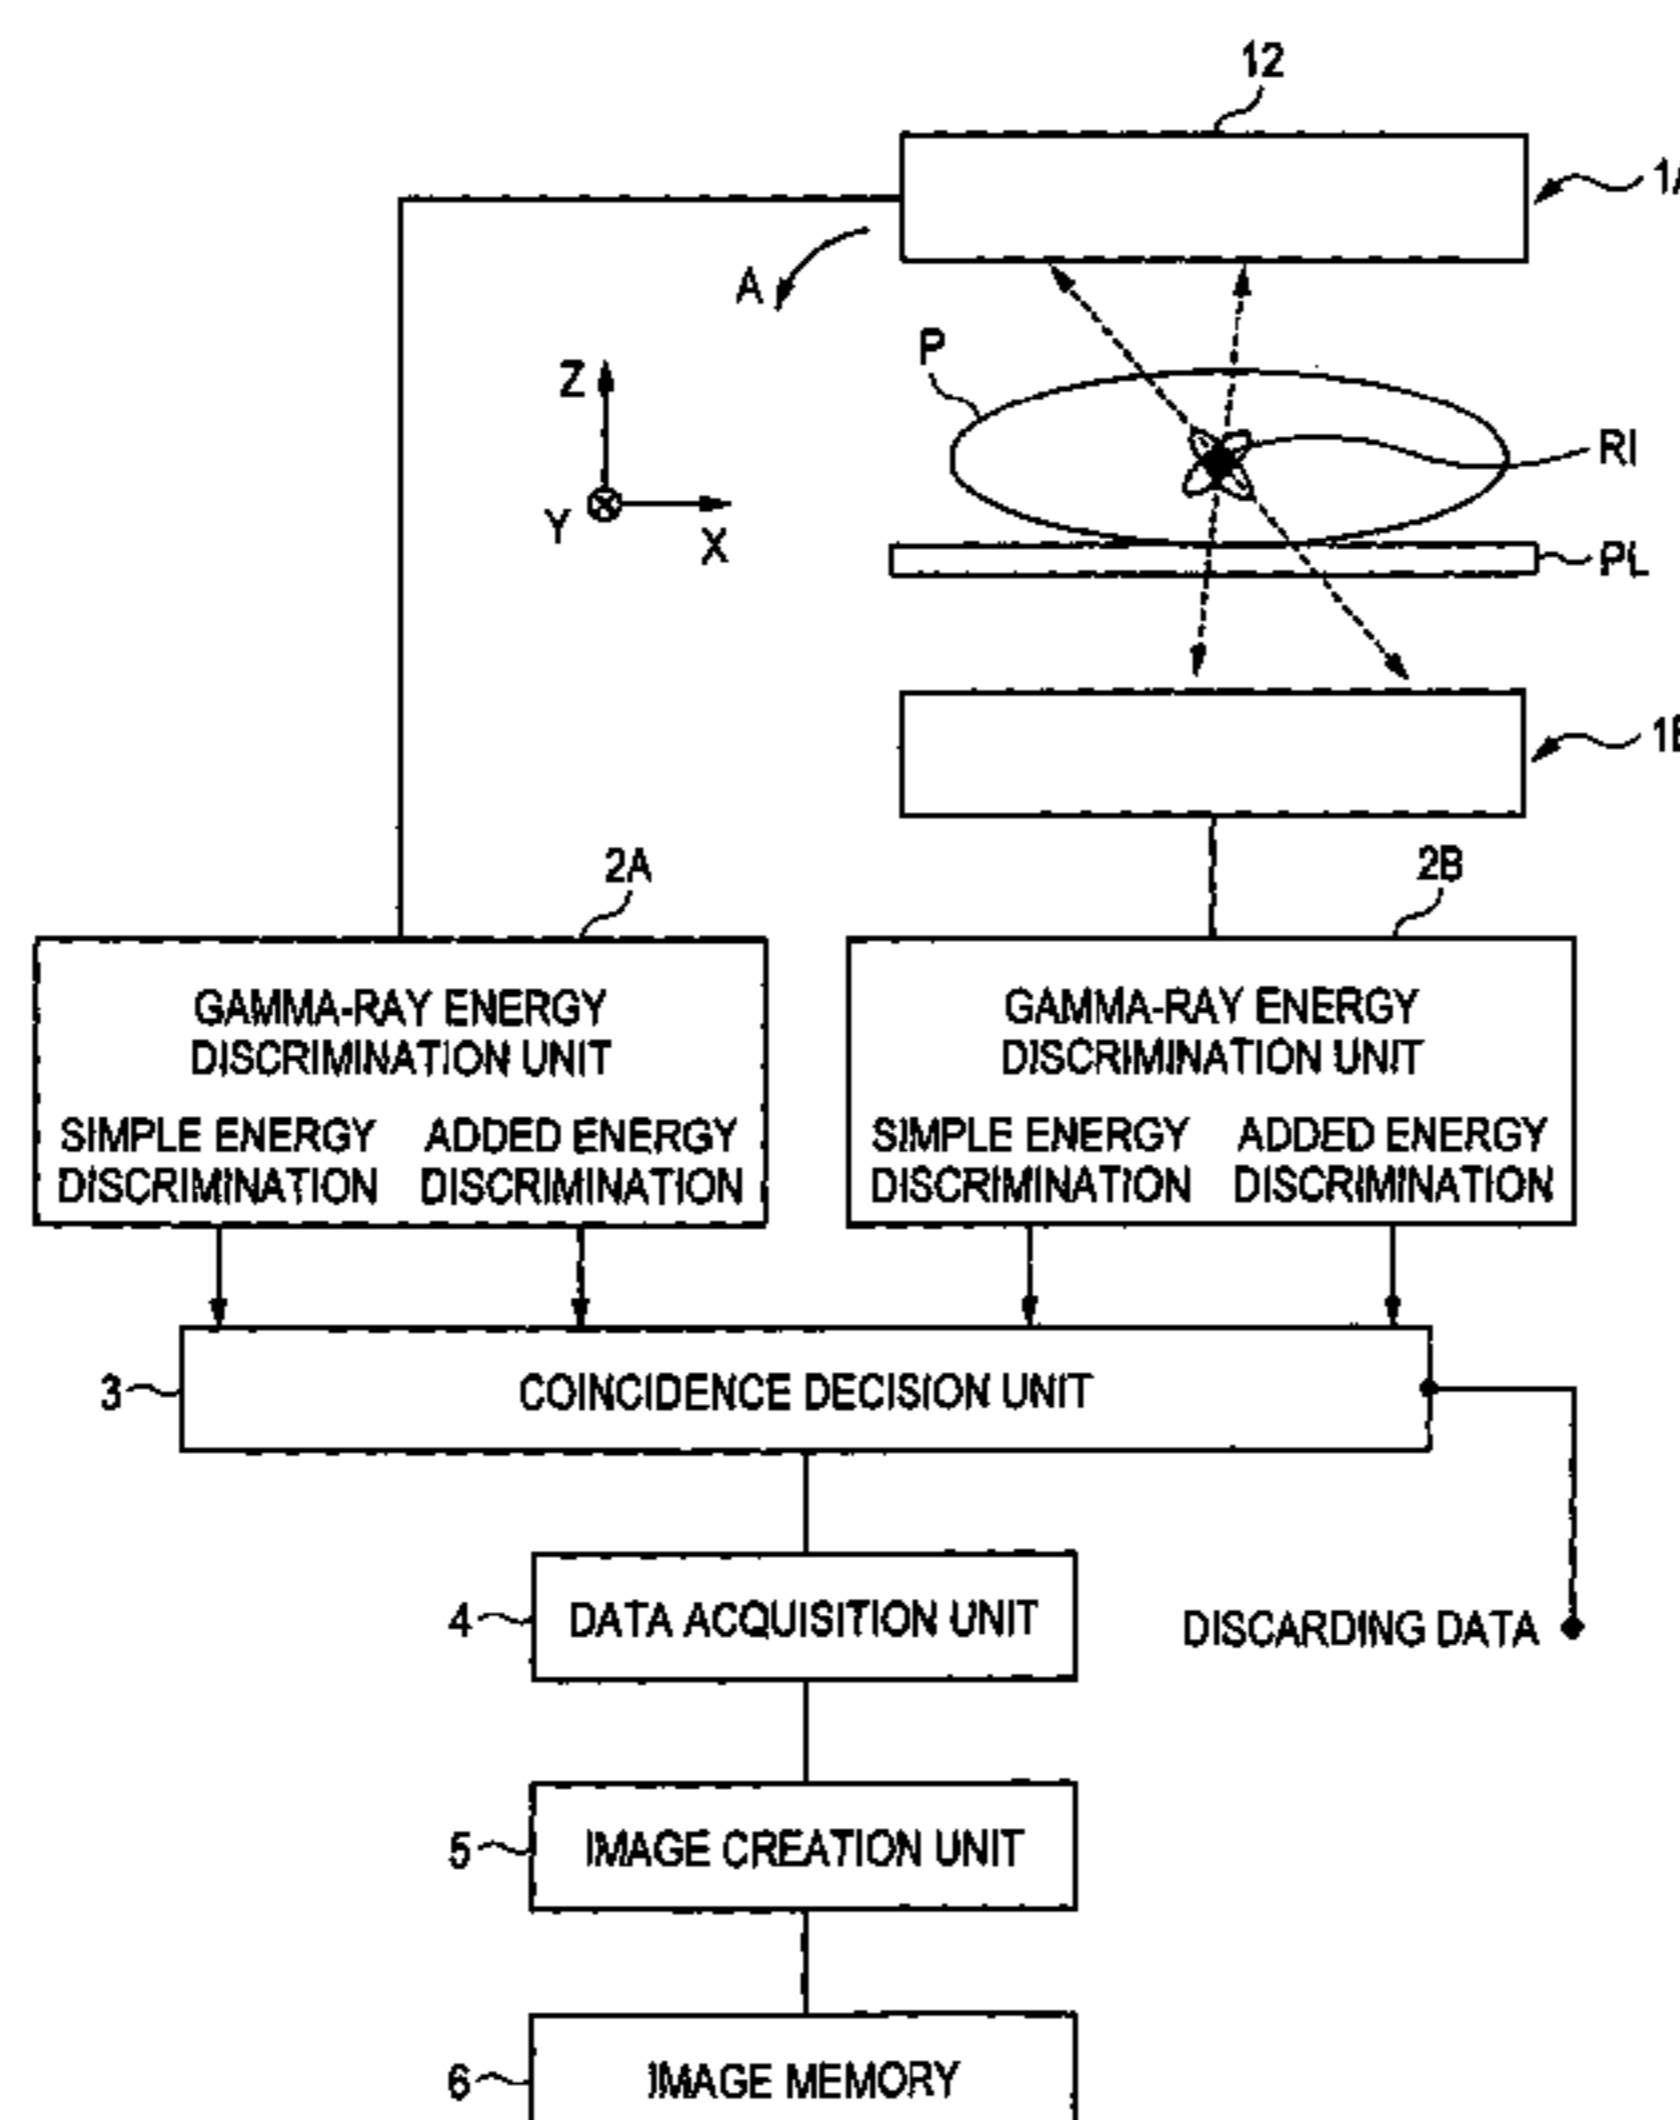 12
1A
A
P
Z
RI
Y
X
PL
2A
2B
GAMMA-RAY ENERGY
DISCRIMINATION UNIT
SIMPLE ENERGY
DISCRIMINATION
ADDED ENERGY
DISCRIMINATION
GAMMA-RAY ENERGY
DISCRIMINATION UNIT
SIMPLE ENERGY
DISCRIMINATION
ADDED ENERGY
DISCRIMINATION
3
COINCIDENCE DECISION UNIT
4
DATA ACQUISITION UNIT
DISCARDING DATA
5
IMAGE CREATION UNIT
6
IMAGE MEMORY